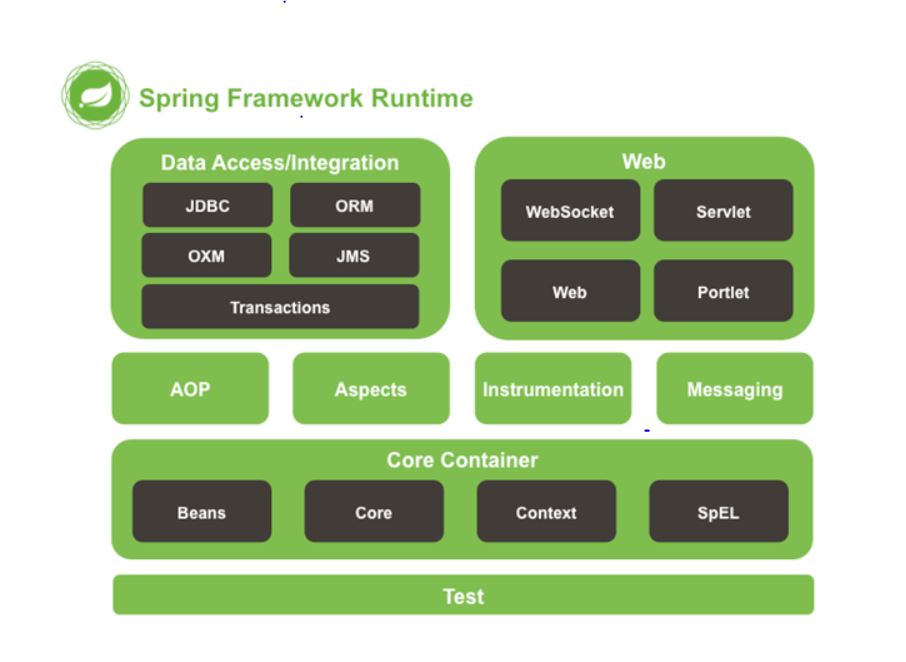 Spring Framework Runtime
Data Access/Integration
JDBC
ORM
OXM
JMS
Transactions
Web
WebSocket
Servlet
Web
Portlet
AOP
Aspects
Instrumentation
Messaging
Core Container
Beans
Core
Context
SpEL
Test